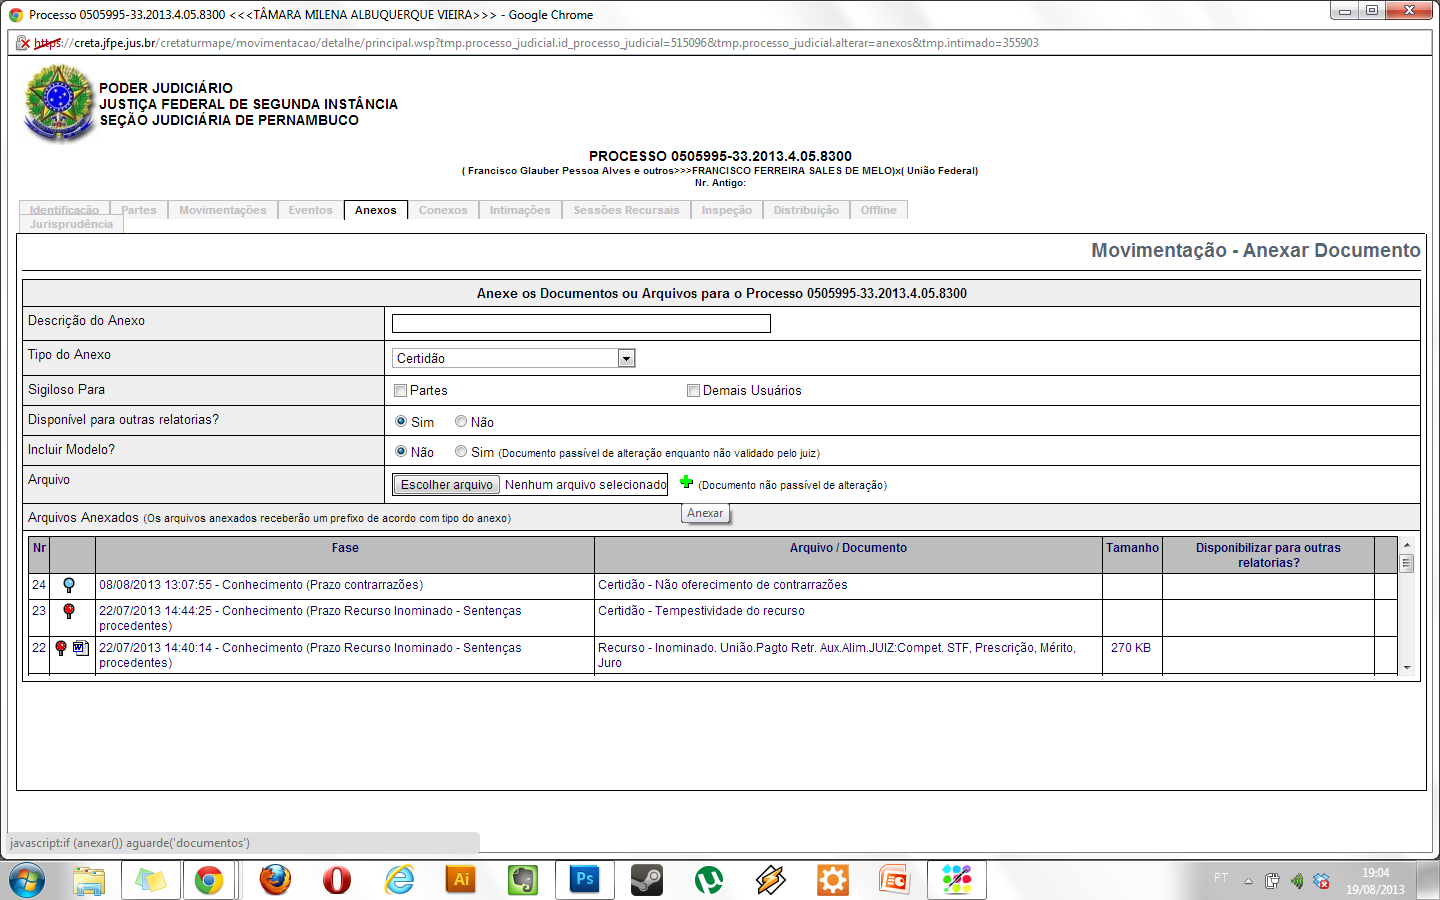 Processo 0505995-33.2013.4.05.8300 <<<TÂMARA MILENA ALBUQUERQUE VIEIRA>>> - Google Chrome
https://creta.jfpe.jus.br/cretaturmape/movimentacao/detalhe/principal.wsp?tmp.processo_judicial.id_processo_judicial=515096&tmp.processo_judicial.alterar=anexos&tmp.intimado=355903
PODER JUDICIÁRIO
JUSTIÇA FEDERAL DE SEGUNDA INSTÂNCIA
SEÇÃO JUDICIÁRIA DE PERNAMBUCO
PROCESSO 0505995-33.2013.4.05.8300
( Francisco Glauber Pessoa Alves e outros>>>FRANCISCO FERREIRA SALES DE MELO)x( União Federal)
Nr. Antigo:
Identificação Partes Movimentações Eventos Anexos Conexos Intimações Sessões Recursais Inspeção Distribuição Offline
Jurisprudência
Movimentação - Anexar Documento
Anexe os Documentos ou Arquivos para o Processo 0505995-33.2013.4.05.8300
Descrição do Anexo
Tipo do Anexo Certidão
Sigiloso Para Partes Demais Usuários
Disponível para outras relatorias? Sim Não
Incluir Modelo? Não Sim (Documento passível de alteração enquanto não validado pelo juiz)
Arquivo Escolher arquivo Nenhum arquivo selecionado (Documento não passível de alteração)
Anexar
Arquivos Anexados (Os arquivos anexados receberão um prefixo de acordo com tipo do anexo)
Nr Fase Arquivo / Documento Tamanho Disponibilizar para outras
relatorias?
24 08/08/2013 13:07:55 - Conhecimento (Prazo contrarrazões) Certidão - Não oferecimento de contrarrazões
23 22/07/2013 14:44:25 - Conhecimento (Prazo Recurso Inominado - Sentenças Certidão - Tempestividade do recurso
procedentes)
22 22/07/2013 14:40:14 - Conhecimento (Prazo Recurso Inominado - Sentenças Recurso - Inominado. União.Pagto Retr. Aux.Alim.JUIZ:Compet. STF, Prescrição, Mérito, 270 KB
procedentes) Juro
javascript:if (anexar()) aguarde('documentos')
Ai Ps PT 19:04
19/08/2013